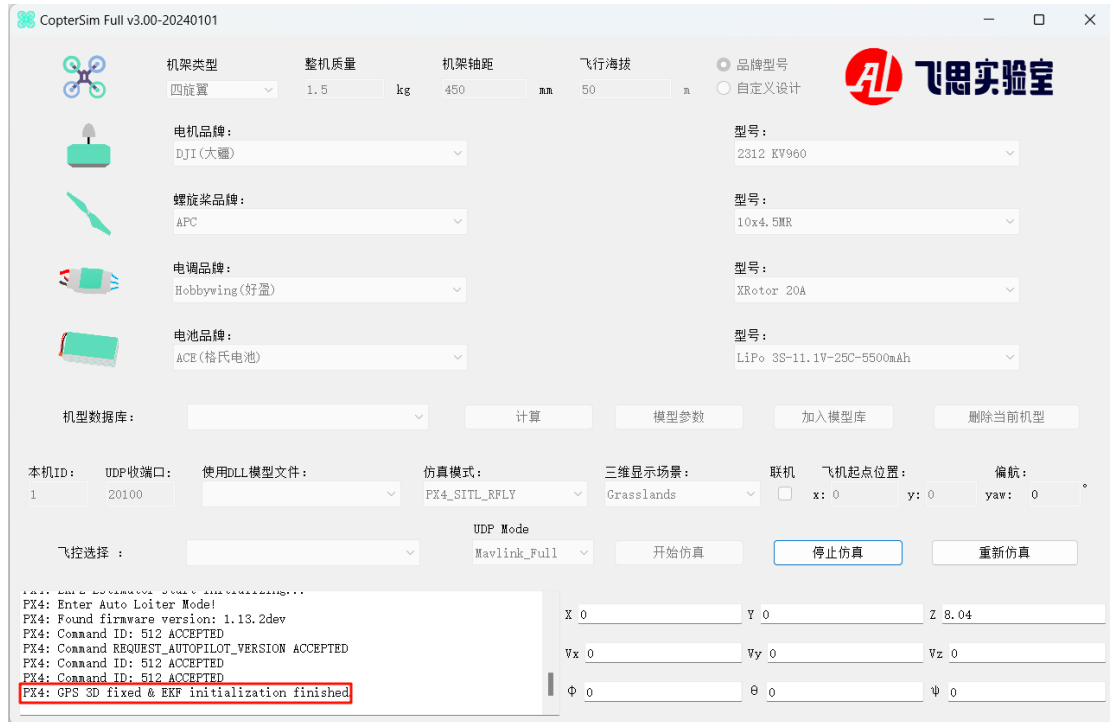 CopterSim Full v3.00-20240101
机架类型 整机质量 机架轴距 飞行海拔 品牌型号
四旋翼 1.5 kg 450 mm 50 m 自定义设计
飞思实验室
电机品牌： 型号：
DJI(大疆) 2312 KV960
螺旋桨品牌： 型号：
APC 10x4.5MR
电调品牌： 型号：
Hobbywing(好盈) XRotor 20A
电池品牌： 型号：
ACE(格氏电池) LiPo 3S-11.1V-25C-5500mAh
机型数据库： 计算 模型参数 加入模型库 删除当前机型
本机ID: UDP收端口: 使用DLL模型文件: 仿真模式: 三维显示场景: 联机 飞机起点位置: 偏航:
1 20100 PX4_SITL_RFLY Grasslands x: 0 y: 0 yaw: 0 °
UDP Mode
飞控选择 ： Mavlink_Full 开始仿真 停止仿真 重新仿真
PX4: Enter Auto Loiter Mode!
PX4: Found firmware version: 1.13.2dev
PX4: Command ID: 512 ACCEPTED
PX4: Command REQUEST_AUTOPILOT_VERSION ACCEPTED
PX4: Command ID: 512 ACCEPTED
PX4: Command ID: 512 ACCEPTED
PX4: GPS 3D fixed & EKF initialization finished.
X 0 Y 0 Z 8.04
Vx 0 Vy 0 Vz 0
Φ 0 θ 0 ψ 0